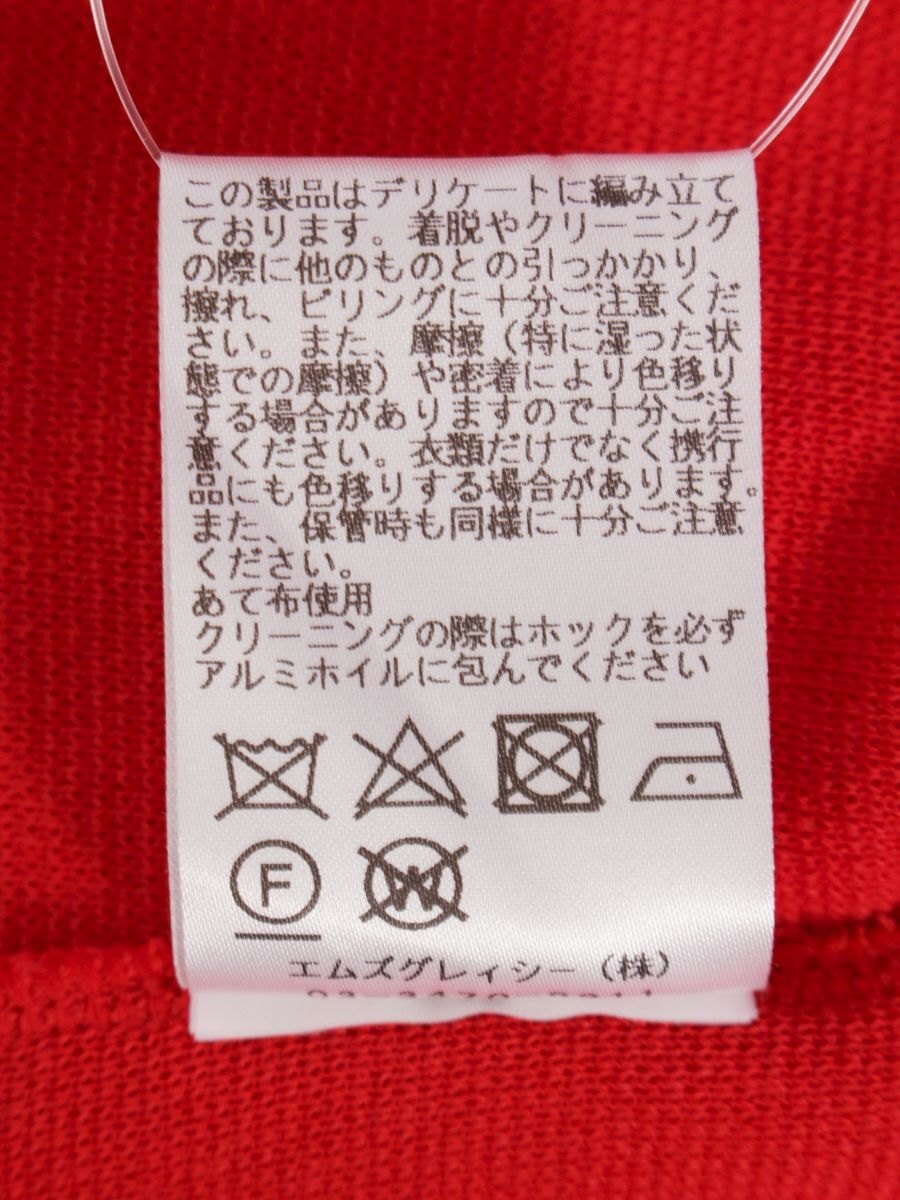 この製品はデリケートに編み立て
ております。着脱やクリーニング
の際に他のものとの引っかかり、
擦れ、ピリングに十分ご注意くだ
さい。また、摩擦（特に湿った状
態での摩擦）や密着により色移り
する場合がありますので十分ご注
意ください。衣類だけでなく携行
品にも色移りする場合があります。
また、保管時も同様に十分ご注意
ください。
あて布使用
クリーニングの際はホックを必ず
アルミホイルに包んでください
F
W
エムズグレィシー（株）